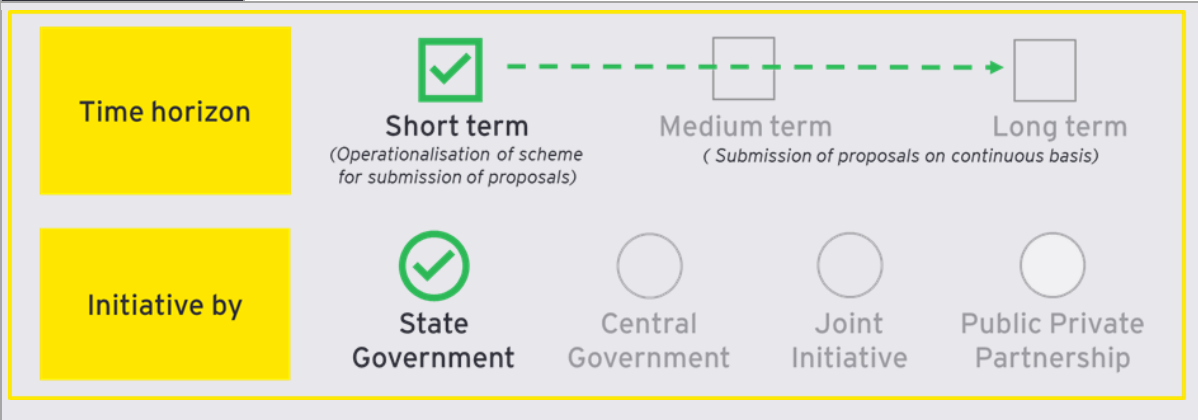 Time horizon
Short term
(Operationalisation of scheme
for submission of proposals)
Medium term
Long term
( Submission of proposals on continuous basis)
Initiative by
State
Government
Central
Government
Joint
Initiative
Public Private
Partnership